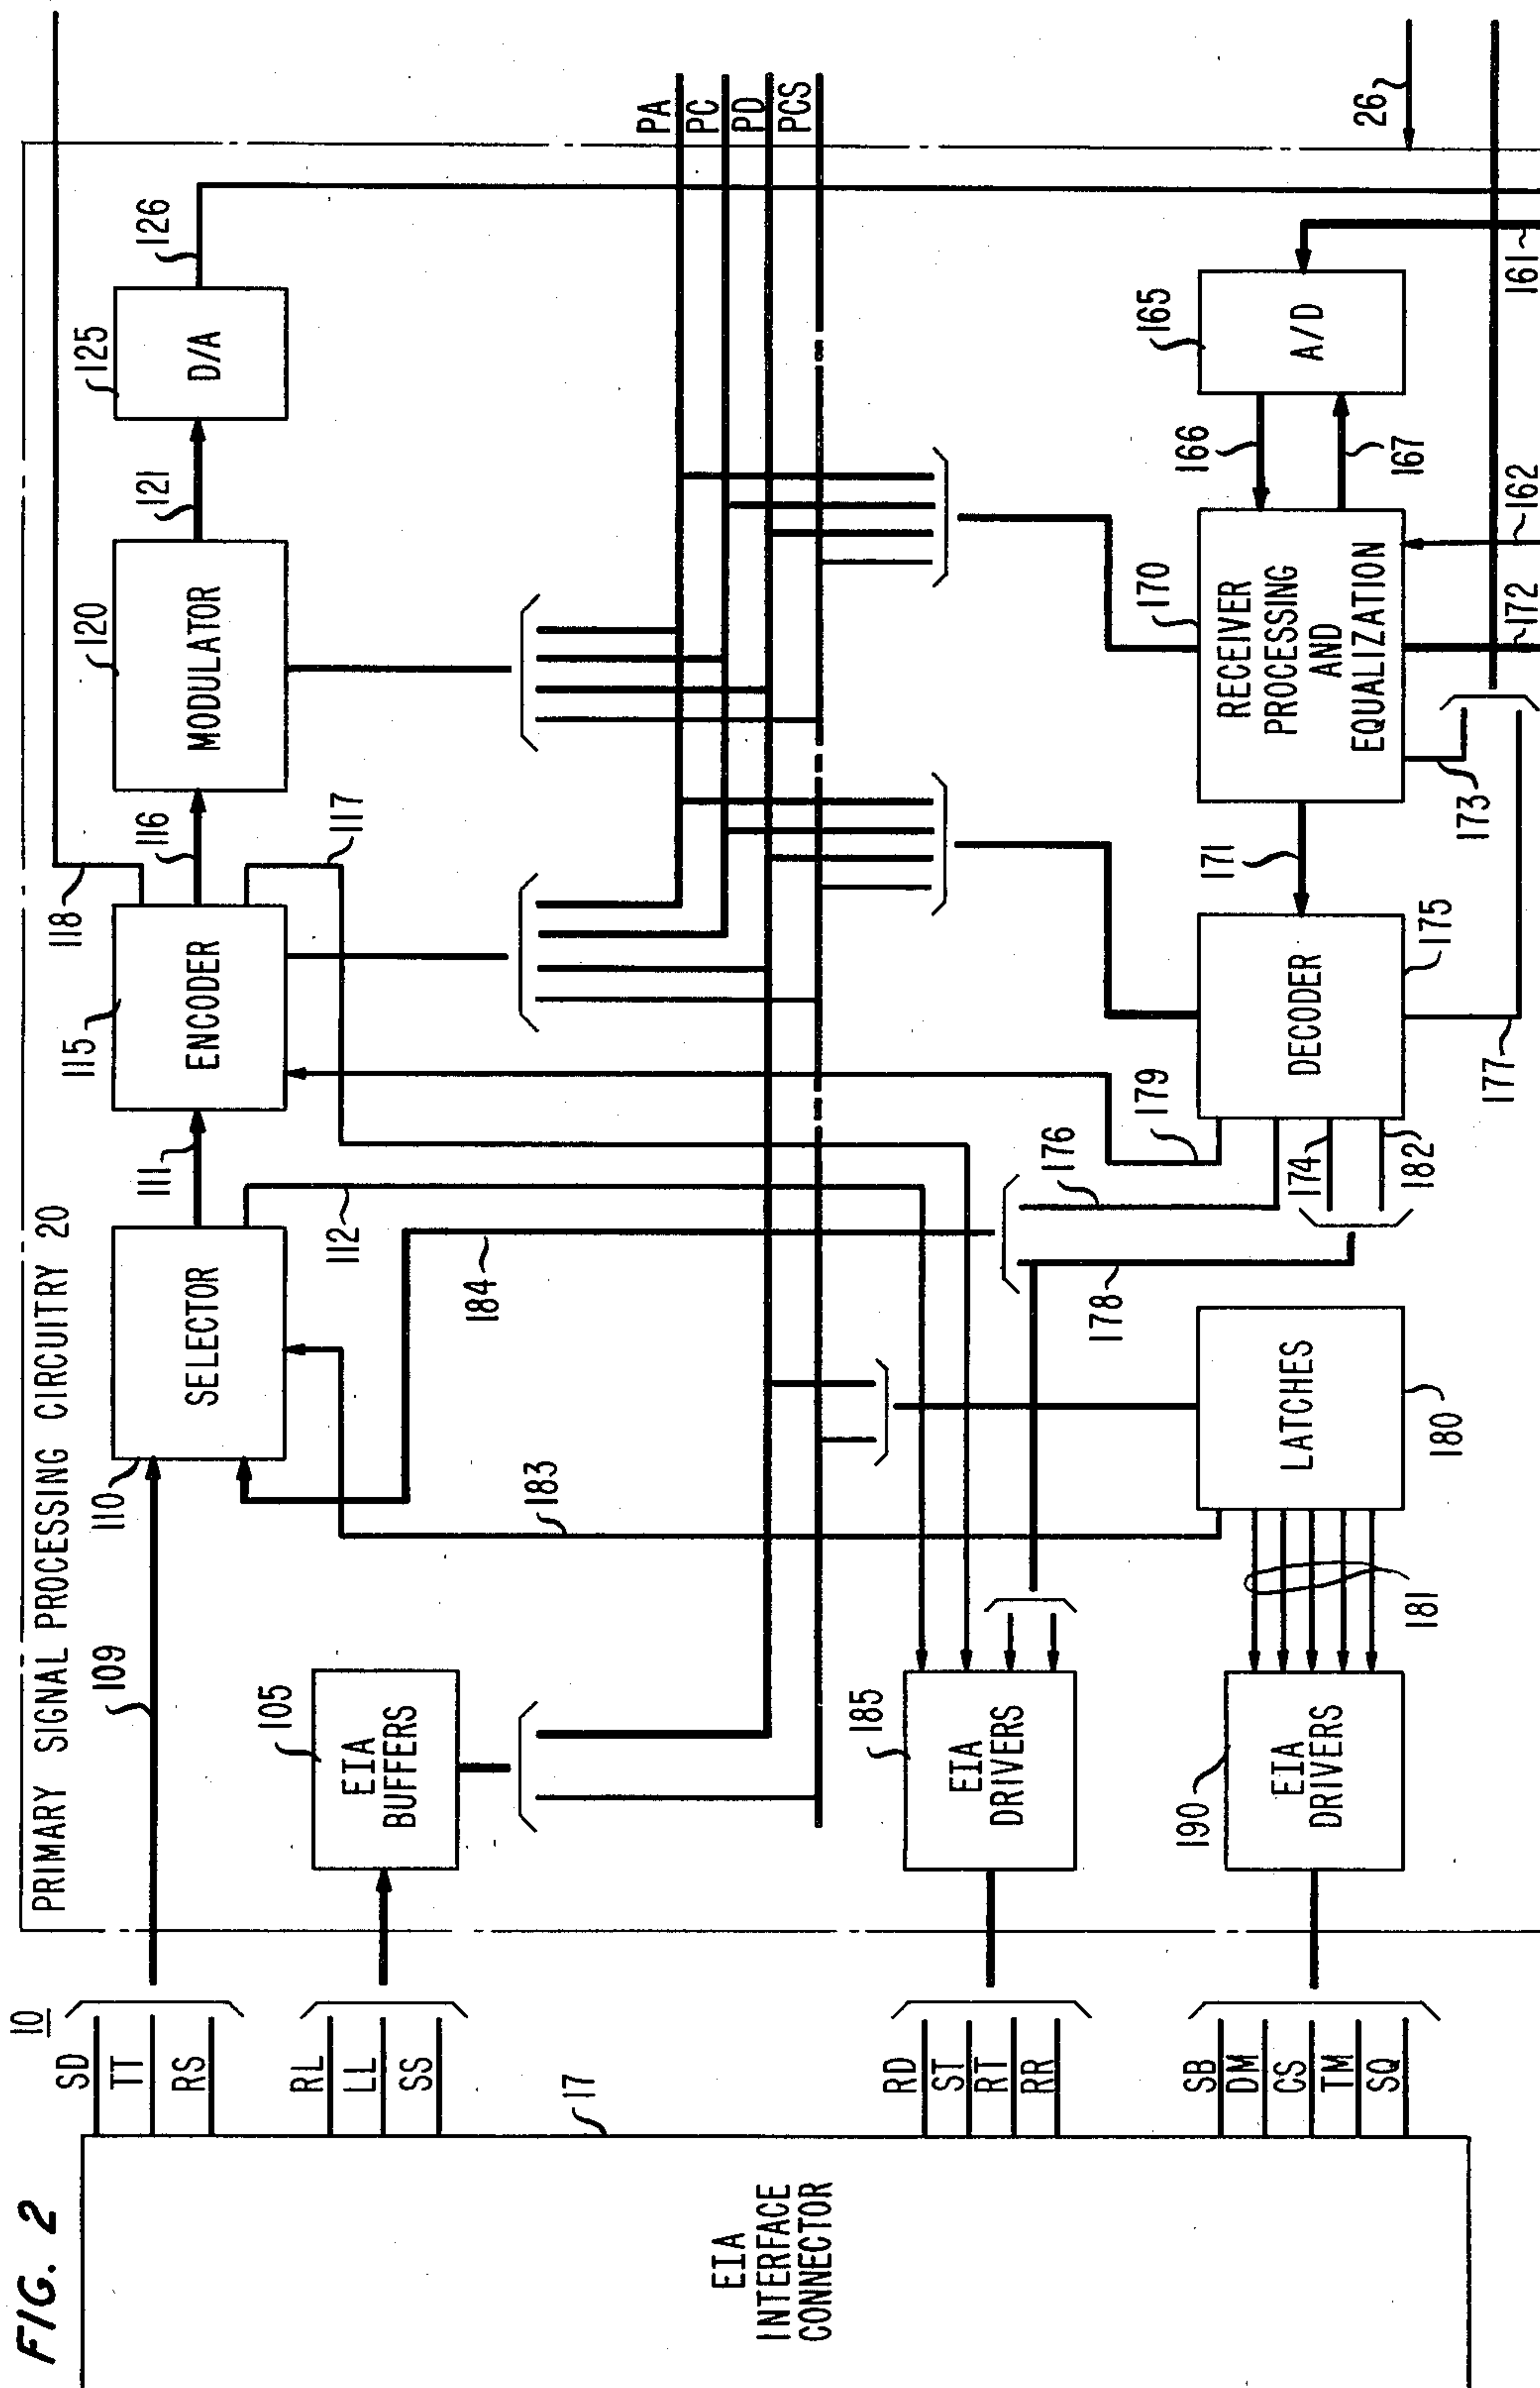 FIG. 2
10
PRIMARY SIGNAL PROCESSING CIRCUITRY 20
EIA
INTERFACE
CONNECTOR
17
SD
TT
RS
RL
LL
SS
RD
ST
RT
RR
SB
DM
CS
TM
SQ
109
110
SELECTOR
111
112
115
ENCODER
116
117
118
120
MODULATOR
121
125
D/A
126
105
EIA
BUFFERS
183
184
PA
PC
PD
PCS
185
EIA
DRIVERS
190
EIA
DRIVERS
181
LATCHES
180
178
176
179
174
182
DECODER
175
177
171
170
RECEIVER
PROCESSING
AND
EQUALIZATION
173
172
162
166
167
165
A/D
161
26